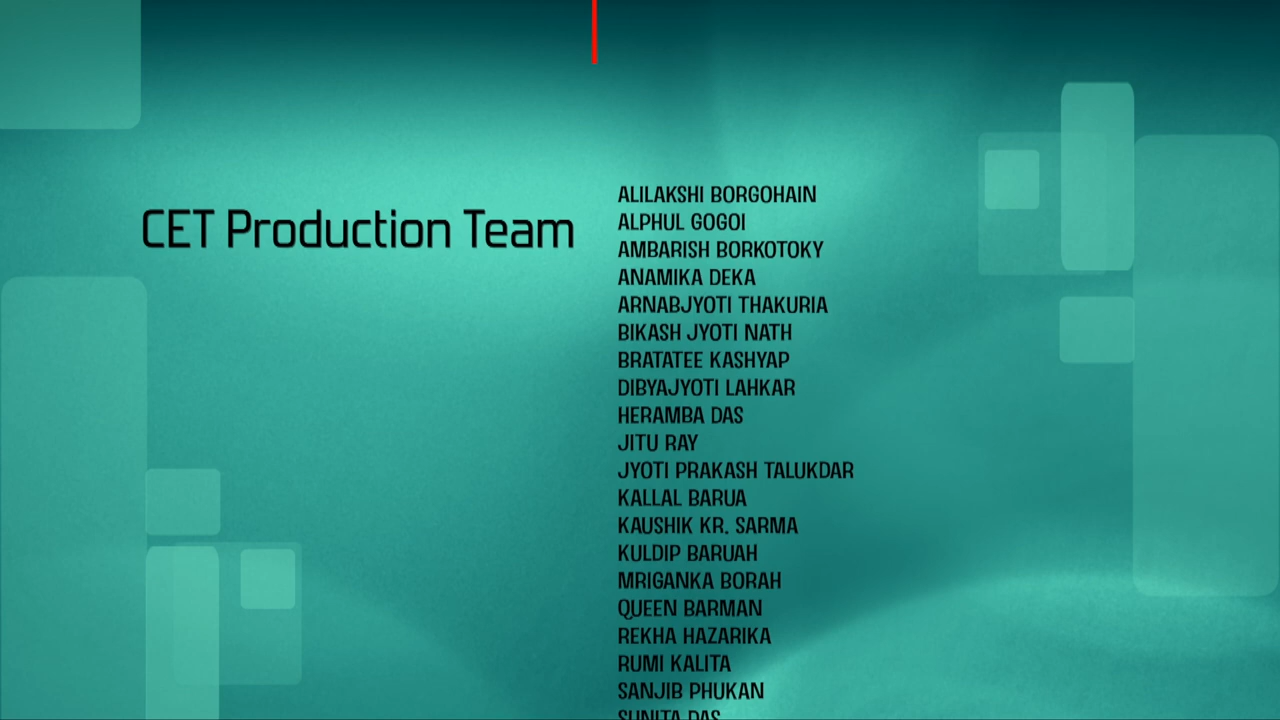 CET Production Team
ALILAKSHI BORGOHAIN
ALPHUL GOGOI
AMBARISH BORKOTOKY
ANAMIKA DEKA
ARNABJYOTI THAKURIA
BIKASH JYOTI NATH
BRATATEE KASHYAP
DIBYAJYOTI LAHKAR
HERAMBA DAS
JITU RAY
JYOTI PRAKASH TALUKDAR
KALLAL BARUA
KAUSHIK KR. SARMA
KULDIP BARUAH
MRIGANKA BORAH
QUEEN BARMAN
REKHA HAZARIKA
RUMI KALITA
SANJIB PHUKAN
SUNITA DAS